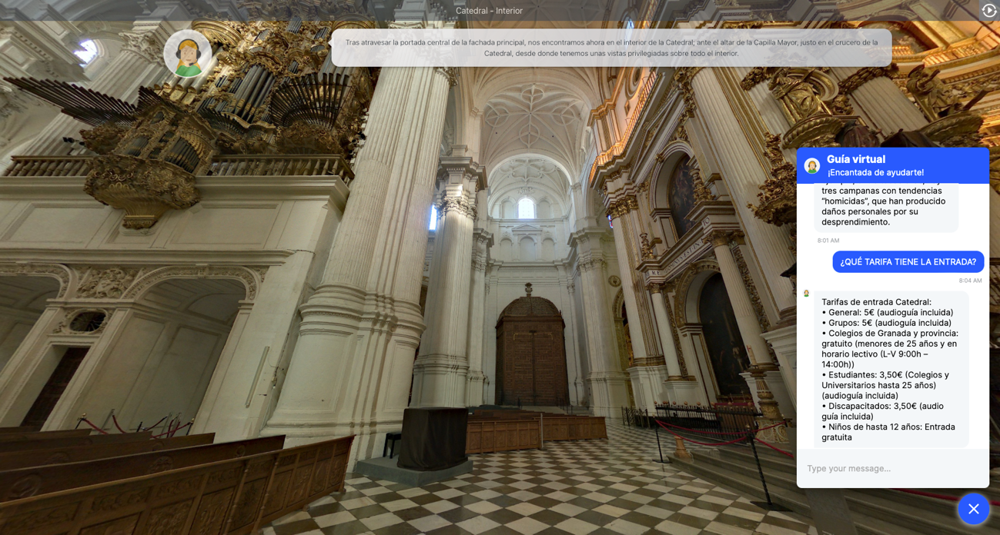 Catedral - Interior
Tras atravesar la portada central de la fachada principal, nos encontramos ahora en el interior de la Catedral, ante el altar de la Capilla Mayor, justo en el crucero de la
Catedral, desde donde tenemos unas vistas privilegiadas sobre todo el interior.
Guía virtual
¡Encantada de ayudarte!
tres campanas con tendencias
“homicidas”, que han producido
daños personales por su
desprendimiento.
8:01 AM
¿QUÉ TARIFA TIENE LA ENTRADA?
8:04 AM
Tarifas de entrada Catedral:
• General: 5€ (audioguía incluida)
• Grupos: 5€ (audioguía incluida)
• Colegios de Granada y provincia:
gratuito (menores de 25 años y en
horario lectivo (L-V 9:00h –
14:00h))
• Estudiantes: 3,50€ (Colegios y
Universitarios hasta 25 años)
(audioguía incluida)
• Discapacitados: 3,50€ (audio
guía incluida)
• Niños de hasta 12 años: Entrada
gratuita
Type your message...